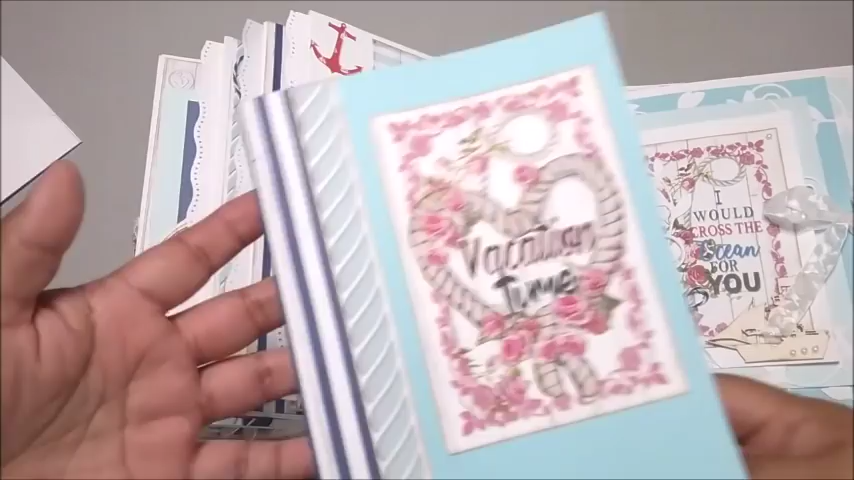 Vacation
Time
I
WOULD
CROSS THE
Ocean
FOR
YOU